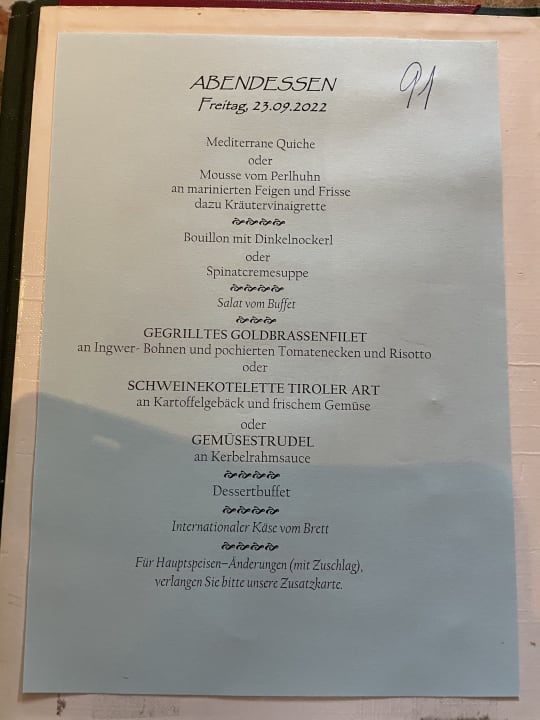 ABENDESSEN
Freitag, 23.09.2022
91
Mediterrane Quiche
oder
Mousse vom Perlhuhn
an marinierten Feigen und Frisse
dazu Kräutervinaigrette
Bouillon mit Dinkelnockerl
oder
Spinatcremesuppe
Salat vom Buffet
GEGRILLTES GOLDBRASSENFILET
an Ingwer- Bohnen und pochierten Tomatenecken und Risotto
oder
SCHWEINEKOTELETTE TIROLER ART
an Kartoffelgebäck und frischem Gemüse
oder
GEMÜSESTRUDEL
an Kerbelrahmsauce
Dessertbuffet
Internationaler Käse vom Brett
Für Hauptspeisen–Änderungen (mit Zuschlag),
verlangen Sie bitte unsere Zusatzkarte.